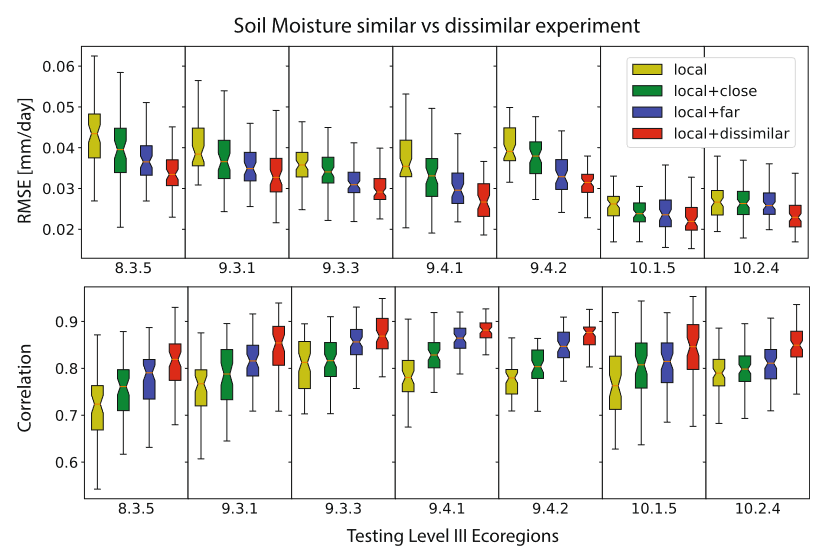 Soil Moisture similar vs dissimilar experiment
RMSE [mm/day]
0.06
0.05
0.04
0.03
0.02
local
local+close
local+far
local+dissimilar
8.3.5 9.3.1 9.3.3 9.4.1 9.4.2 10.1.5 10.2.4
Correlation
0.9
0.8
0.7
0.6
8.3.5 9.3.1 9.3.3 9.4.1 9.4.2 10.1.5 10.2.4
Testing Level III Ecoregions